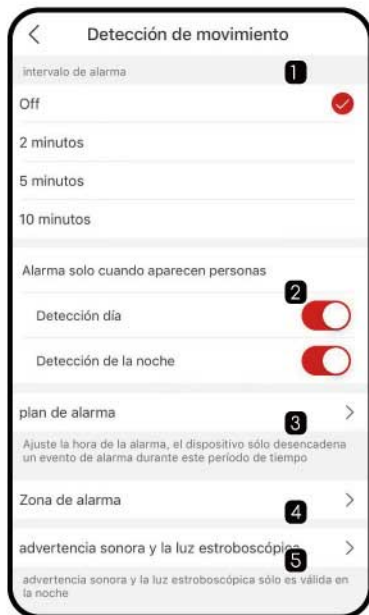 Detección de movimiento
intervalo de alarma 1
Off
2 minutos
5 minutos
10 minutos
Alarma solo cuando aparecen personas
2
Detección día
Detección de la noche
plan de alarma
3
Ajuste la hora de la alarma, el dispositivo sólo desencadena
un evento de alarma durante este período de tiempo
Zona de alarma
4
advertencia sonora y la luz estroboscópica
5
advertencia sonora y la luz estroboscópica sólo es válida en
la noche